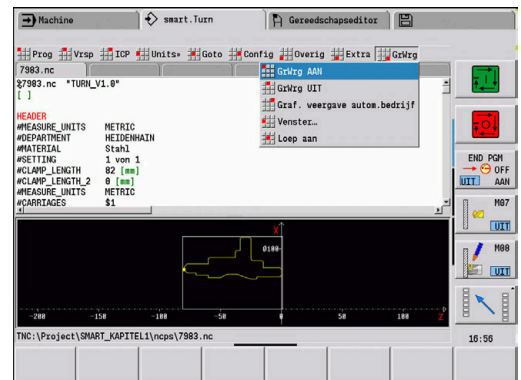 Machine smart.Turn Gereedschapseditor
Prog Vrsp ICP Units» Goto Config Overig Extra GrWrg
7983.nc
GrWrg AAN
GrWrg UIT
Graf. weergave autom.bedrijf
Venster…
Loep aan
%7983.nc "TURN_V1.0"
[ ]
HEADER
#MEASURE_UNITS METRIC
#DEPARTMENT HEIDENHAIN
#MATERIAL Stahl
#SETTING 1 von 1
#CLAMP_LENGTH 82 [mm]
#CLAMP_LENGTH_2 0 [mm]
#MEASURE_UNITS METRIC
#CARRIAGES $1
X
Ø100
-200 -150 -100 -50 0 50 100 Z
TNC:\Project\SMART_KAPITEL1\ncps\7983.nc
END PGM
OFF
UIT AAN
M07
UIT
M08
UIT
16:56